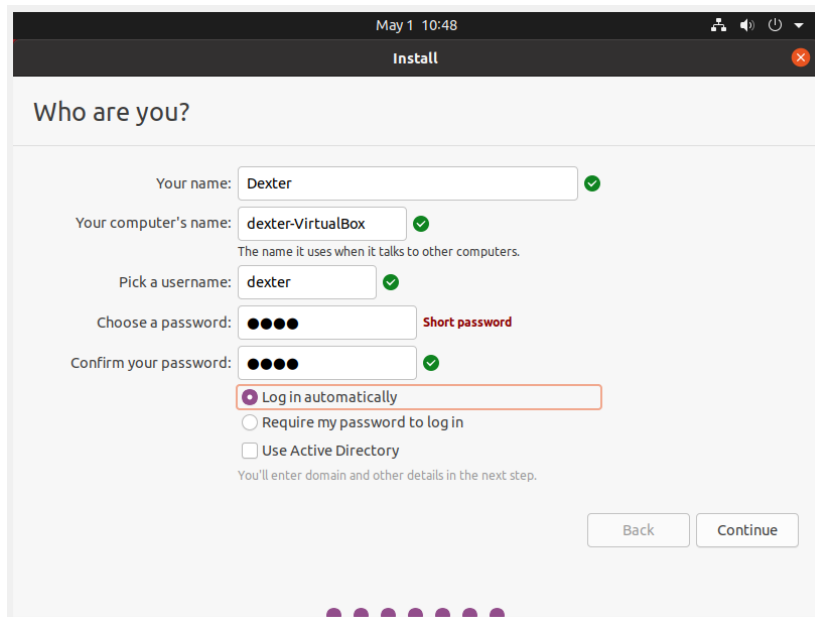 May 1 10:48
Install
Who are you?
Your name: Dexter
Your computer's name: dexter-VirtualBox
The name it uses when it talks to other computers.
Pick a username: dexter
Choose a password: ●●●● Short password
Confirm your password: ●●●●
Log in automatically
Require my password to log in
Use Active Directory
You'll enter domain and other details in the next step.
Back Continue